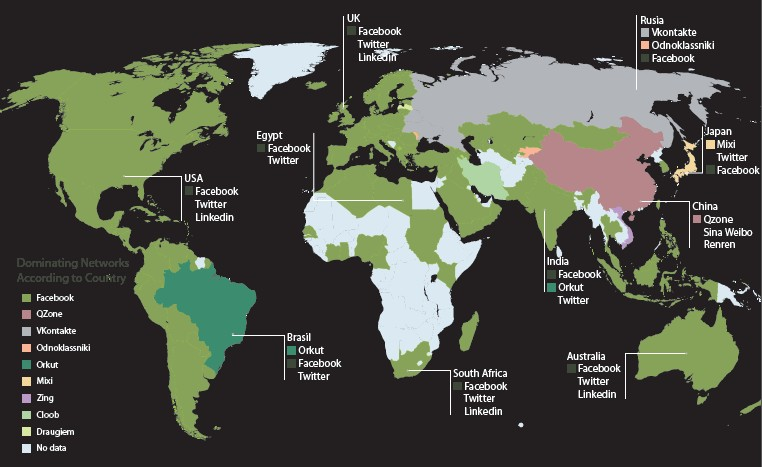 UK
Facebook
Twitter
Linkedin
Rusia
Vkontakte
Odnoklassniki
Facebook
Egypt
Facebook
Twitter
Japan
Mixi
Twitter
Facebook
USA
Facebook
Twitter
Linkedin
China
Qzone
Sina Weibo
Renren
Dominating Networks
According to Country
Facebook
QZone
VKontakte
Odnoklassniki
Orkut
Mixi
Zing
Cloob
Draugiem
No data
India
Facebook
Orkut
Twitter
Brasil
Orkut
Facebook
Twitter
South Africa
Facebook
Twitter
Linkedin
Australia
Facebook
Twitter
Linkedin